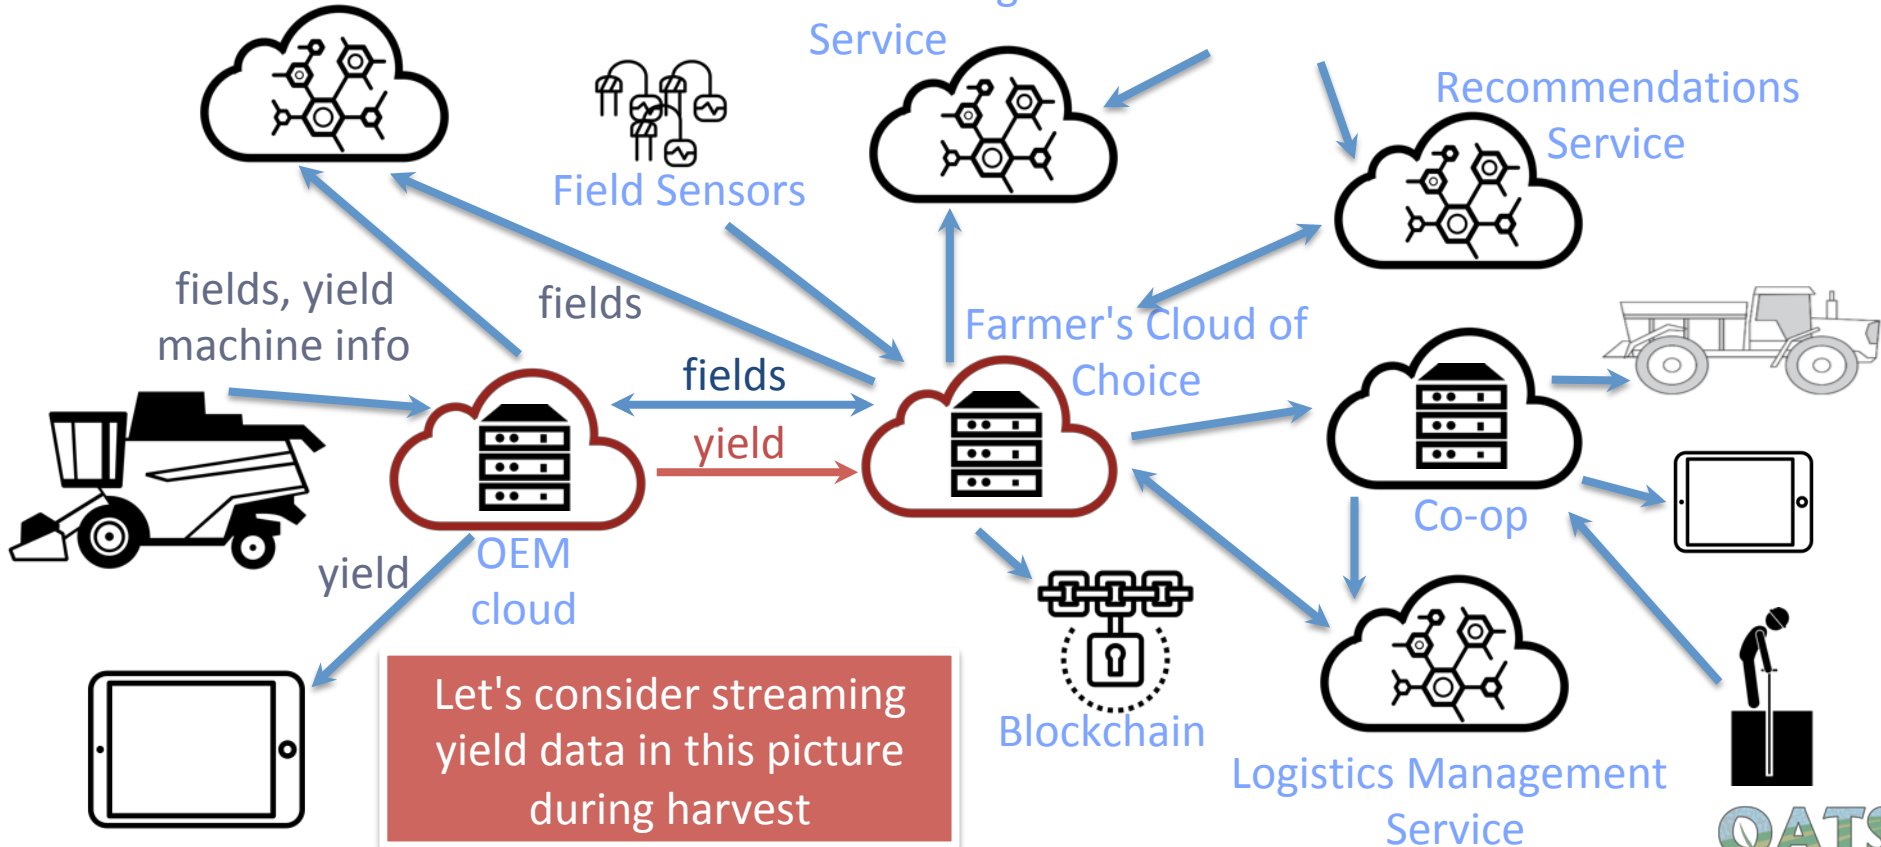 Service
Recommendations
Service
Field Sensors
fields, yield
machine info
fields
Farmer's Cloud of
Choice
fields
yield
Co-op
yield
OEM
cloud
Let's consider streaming
yield data in this picture
during harvest
Blockchain
Logistics Management
Service
OATS